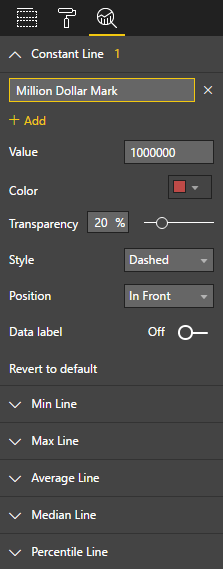 Constant Line 1
Million Dollar Mark
+ Add
Value 1000000
Color
Transparency 20 %
Style Dashed
Position In Front
Data label Off
Revert to default
Min Line
Max Line
Average Line
Median Line
Percentile Line